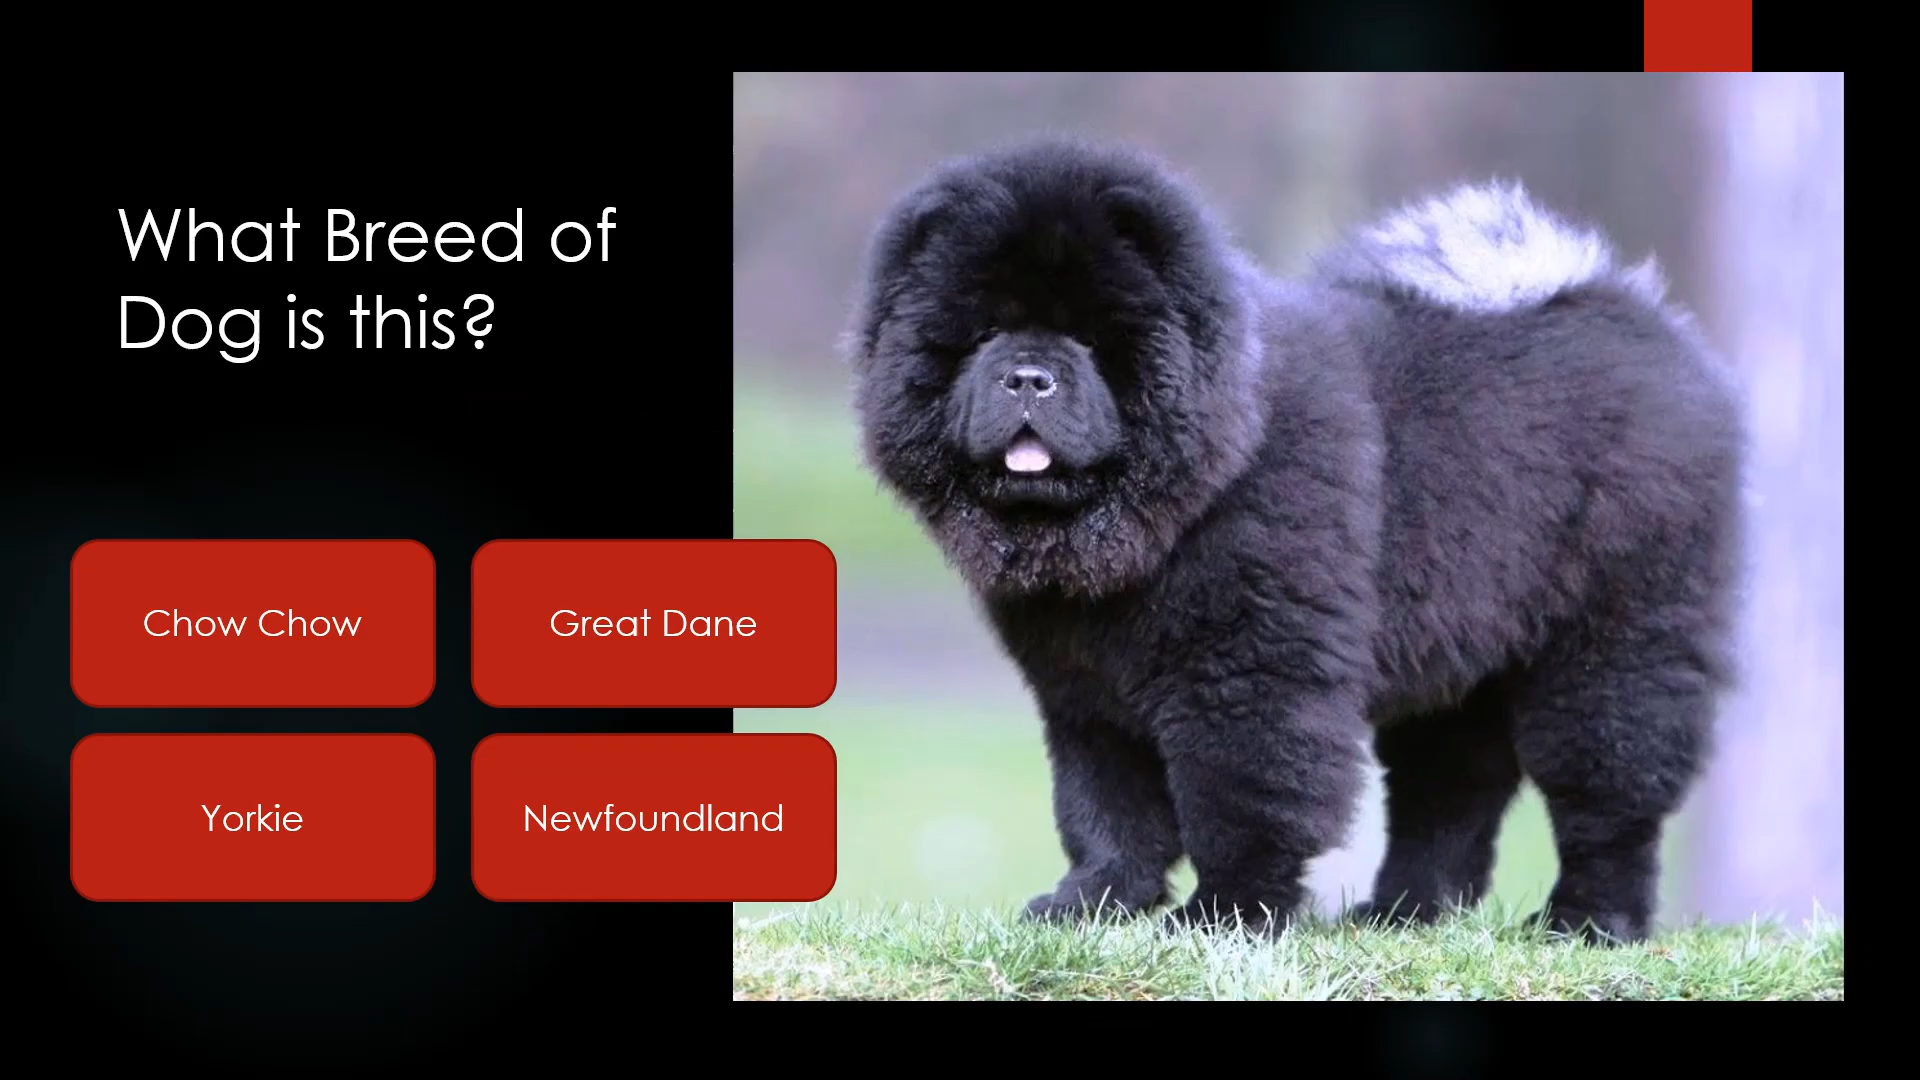 What Breed of
Dog is this?
Chow Chow
Great Dane
Yorkie
Newfoundland